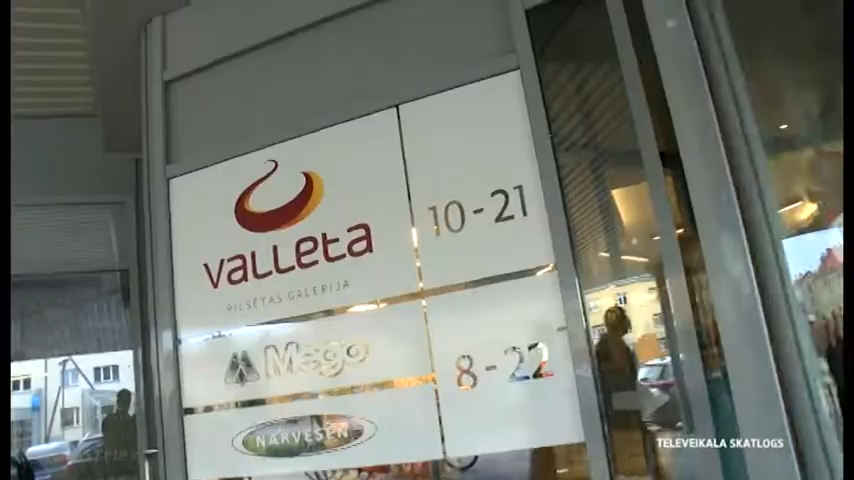 vaLLeta
PILSĒTAS GALERIJA
10-21
Mego
8-22
NARVESEN
TELEVEIKALA SKATLOGS